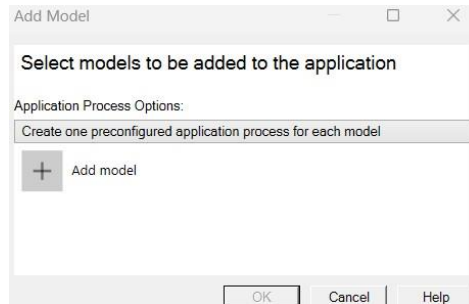 Add Model
Select models to be added to the application
Application Process Options:
Create one preconfigured application process for each model
Add model
OK Cancel Help